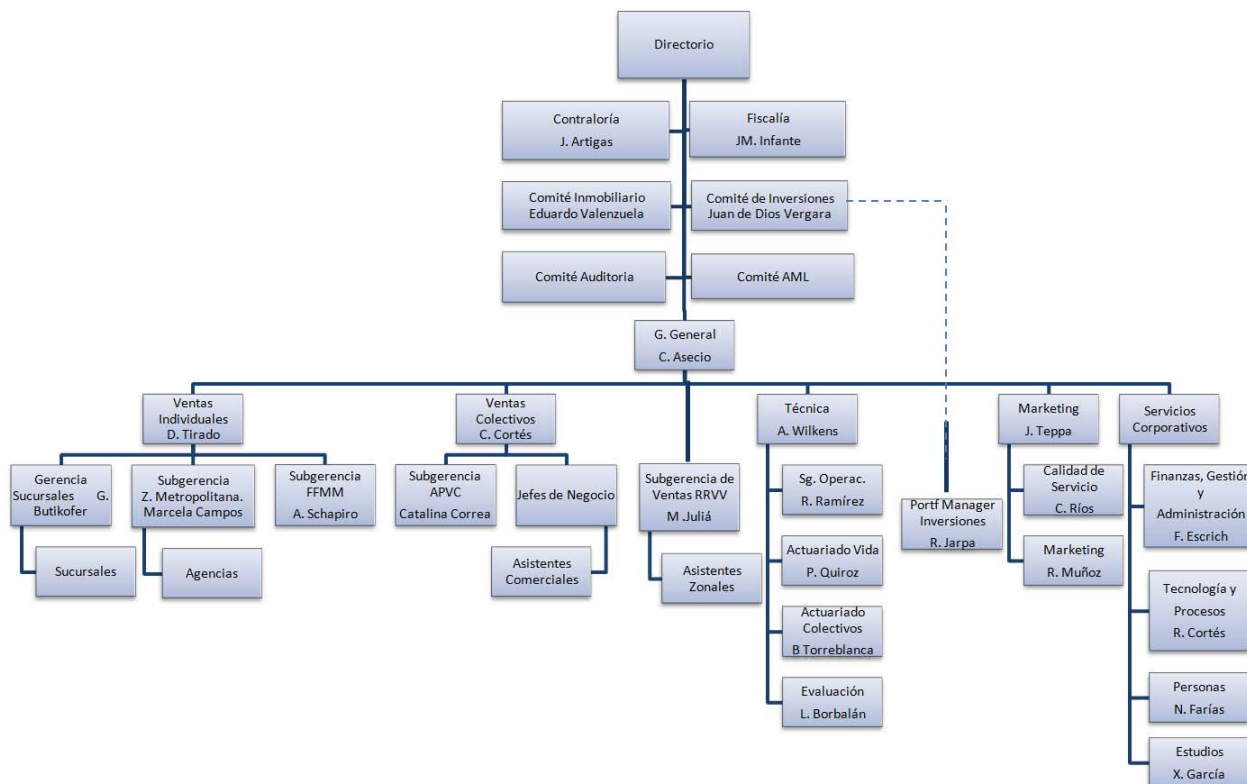 Directorio
Contraloría
J. Artigas
Fiscalía
JM. Infante
Comité Inmobiliario
Eduardo Valenzuela
Comité de Inversiones
Juan de Dios Vergara
Comité Auditoria
Comité AML
G. General
C. Asecio
Ventas
Individuales
D. Tirado
Ventas
Colectivos
C. Cortés
Técnica
A. Wilkens
Marketing
J. Teppa
Servicios
Corporativos
Gerencia
Sucursales G.
Butikofer
Subgerencia
Z. Metropolitana.
Marcela Campos
Subgerencia
FFMM
A. Schapiro
Subgerencia
APVC
Catalina Correa
Jefes de Negocio
Subgerencia de
Ventas RRVV
M .Juliá
Sg. Operac.
R. Ramírez
Portf Manager
Inversiones
R. Jarpa
Calidad de
Servicio
C. Ríos
Finanzas, Gestión
y
Administración
F. Escrich
Sucursales
Agencias
Asistentes
Comerciales
Asistentes
Zonales
Actuariado Vida
P. Quiroz
Marketing
R. Muñoz
Tecnología y
Procesos
R. Cortés
Actuariado
Colectivos
B Torreblanca
Evaluación
L. Borbalán
Personas
N. Farías
Estudios
X. García